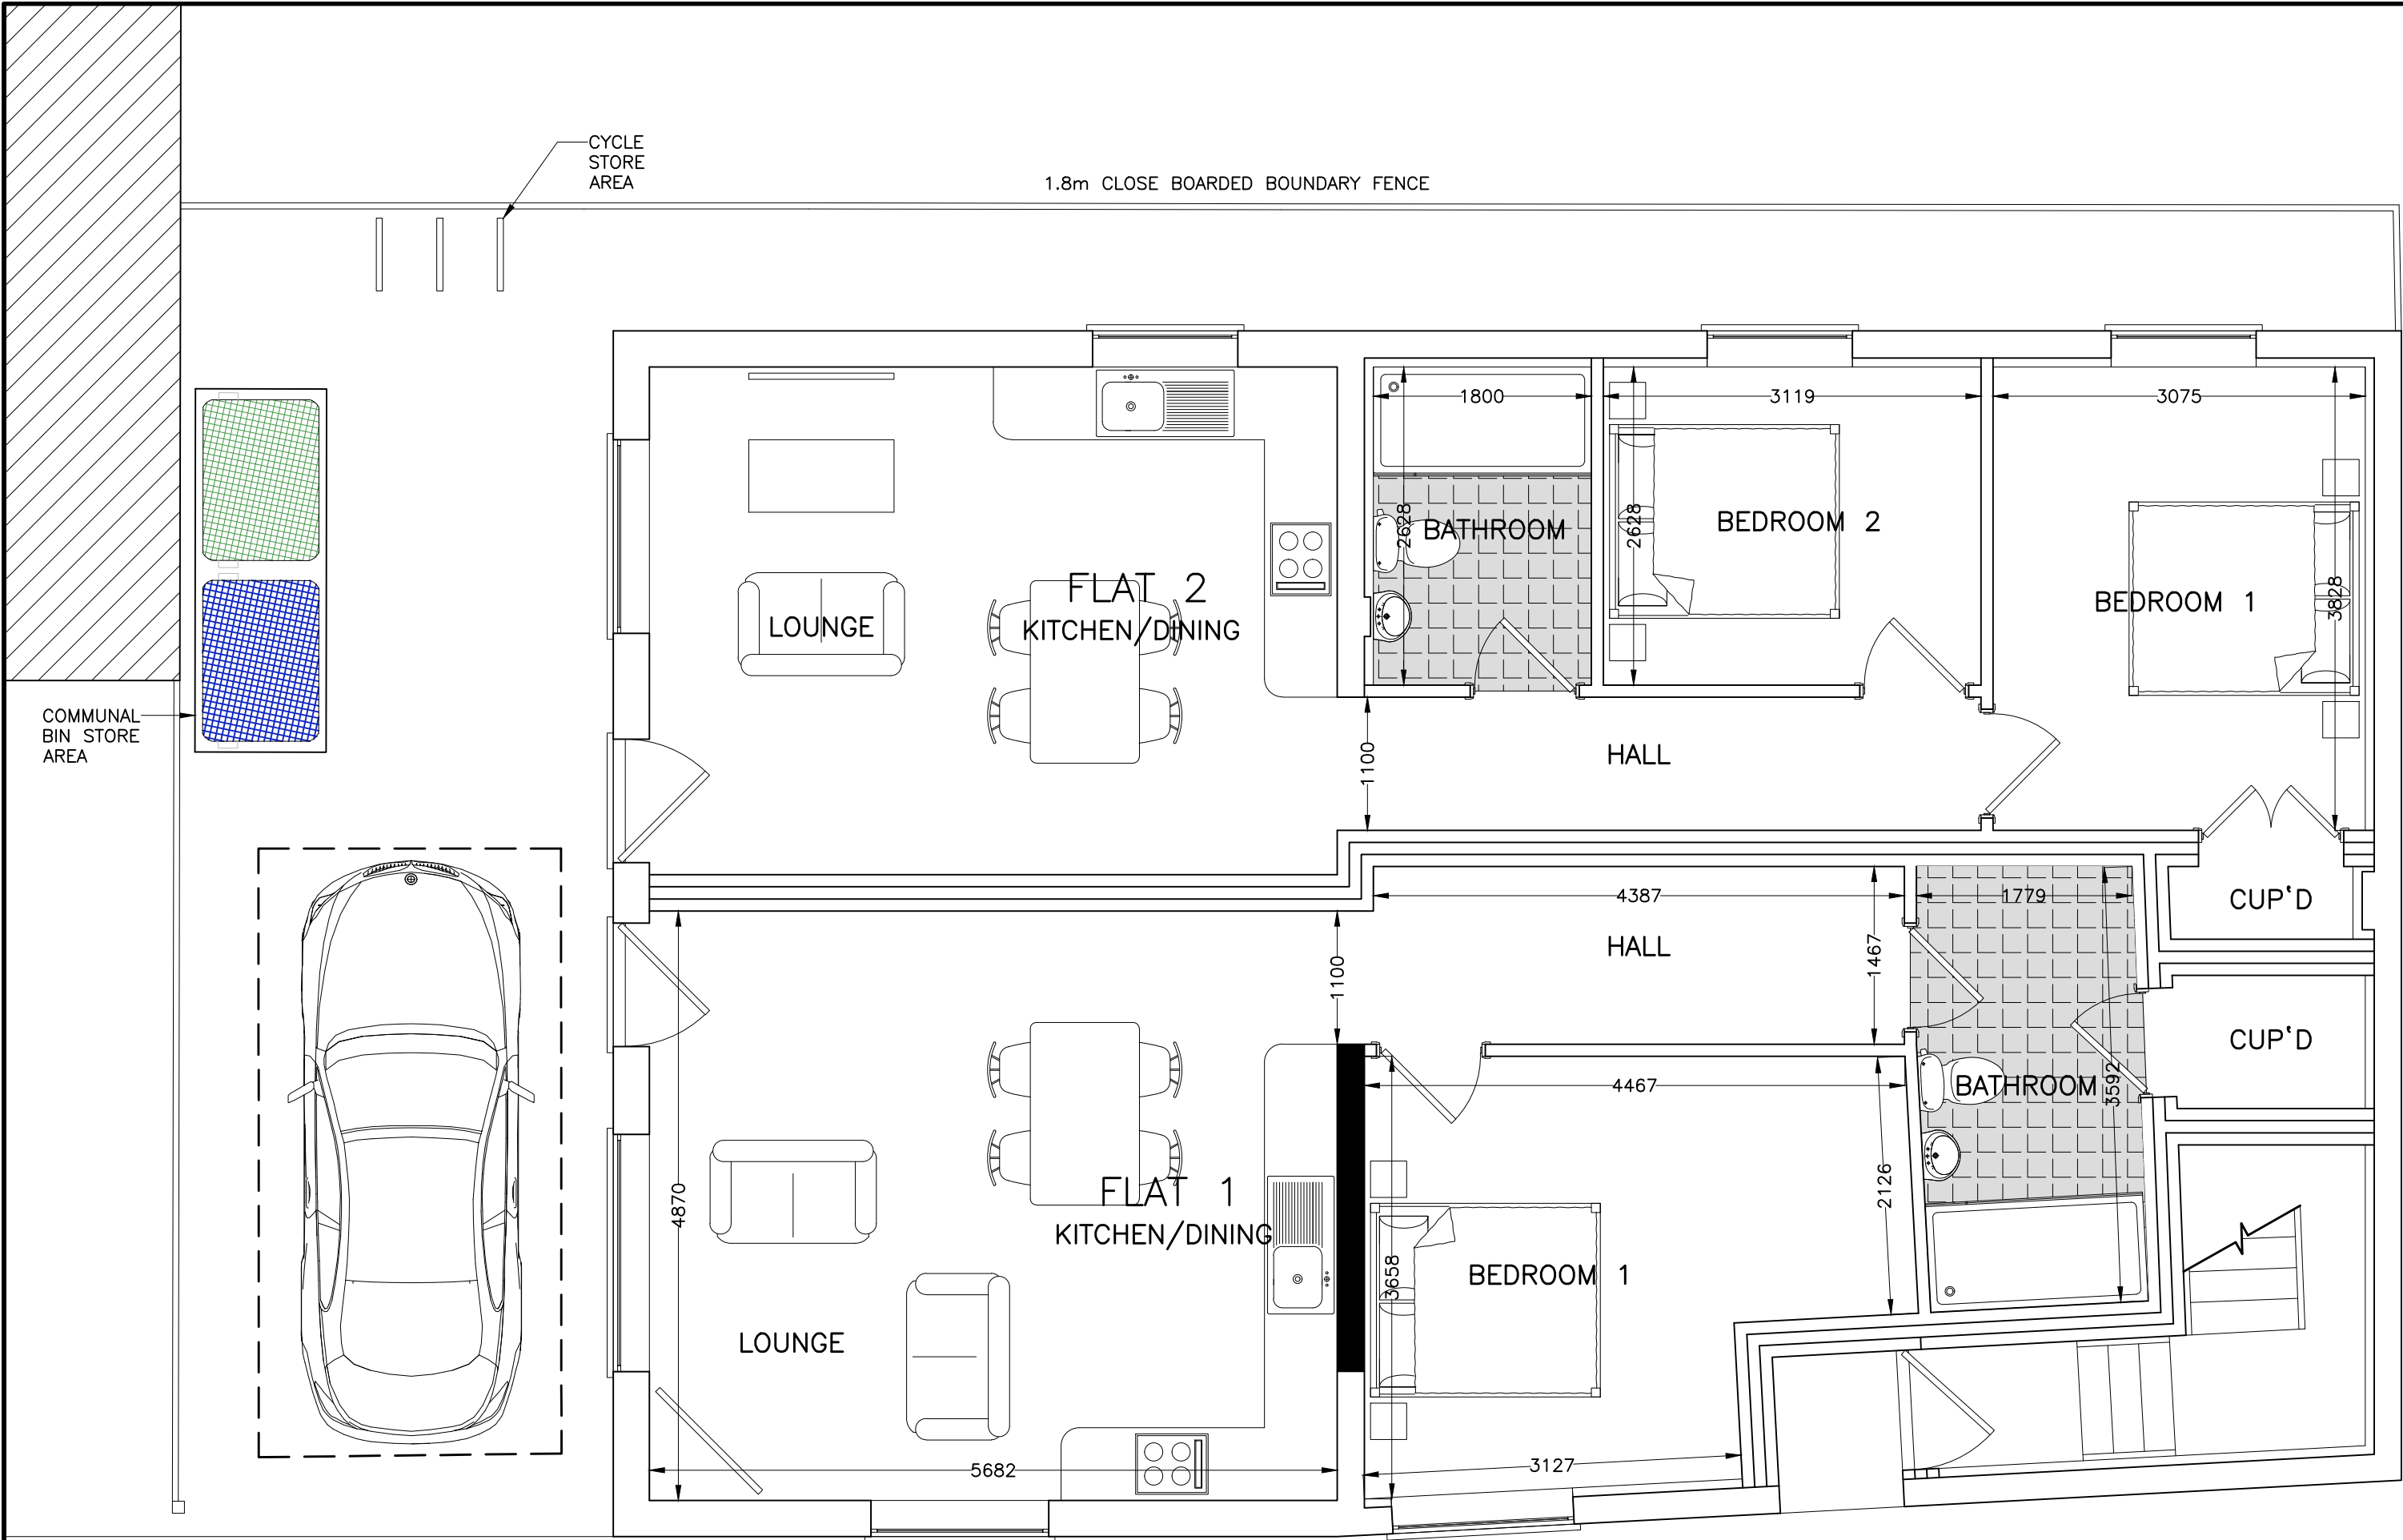 CYCLE
STORE
AREA
1.8m CLOSE BOARDED BOUNDARY FENCE
1800
3119
3075
2628
BATHROOM
2628
BEDROOM 2
3828
BEDROOM 1
FLAT 2
KITCHEN/DINING
LOUNGE
COMMUNAL
BIN STORE
AREA
1100
HALL
4387
1779
CUP'D
HALL
1467
1100
CUP'D
4467
BATHROOM
3592
4870
2126
FLAT 1
KITCHEN/DINING
3658
BEDROOM 1
LOUNGE
5682
3127